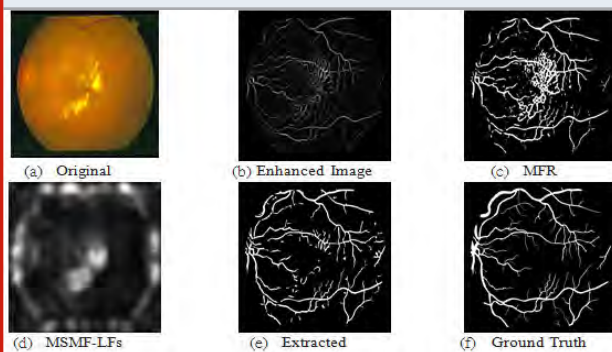 (a) Original
(b) Enhanced Image
(c) MFR
(d) MSMF-LFs
(e) Extracted
(f) Ground Truth